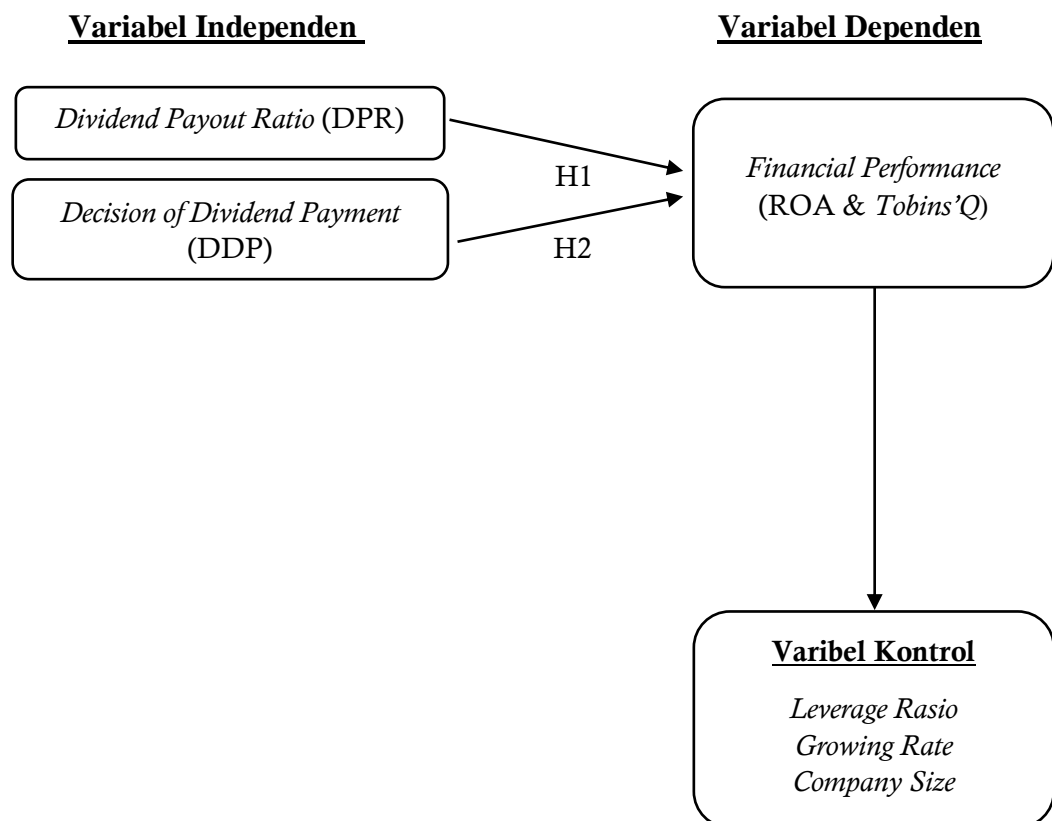 Variabel Independen
Variabel Dependen
Dividend Payout Ratio (DPR)
H1
Decision of Dividend Payment
(DDP)
H2
Financial Performance
(ROA & Tobins’Q)
Varibel Kontrol
Leverage Rasio
Growing Rate
Company Size